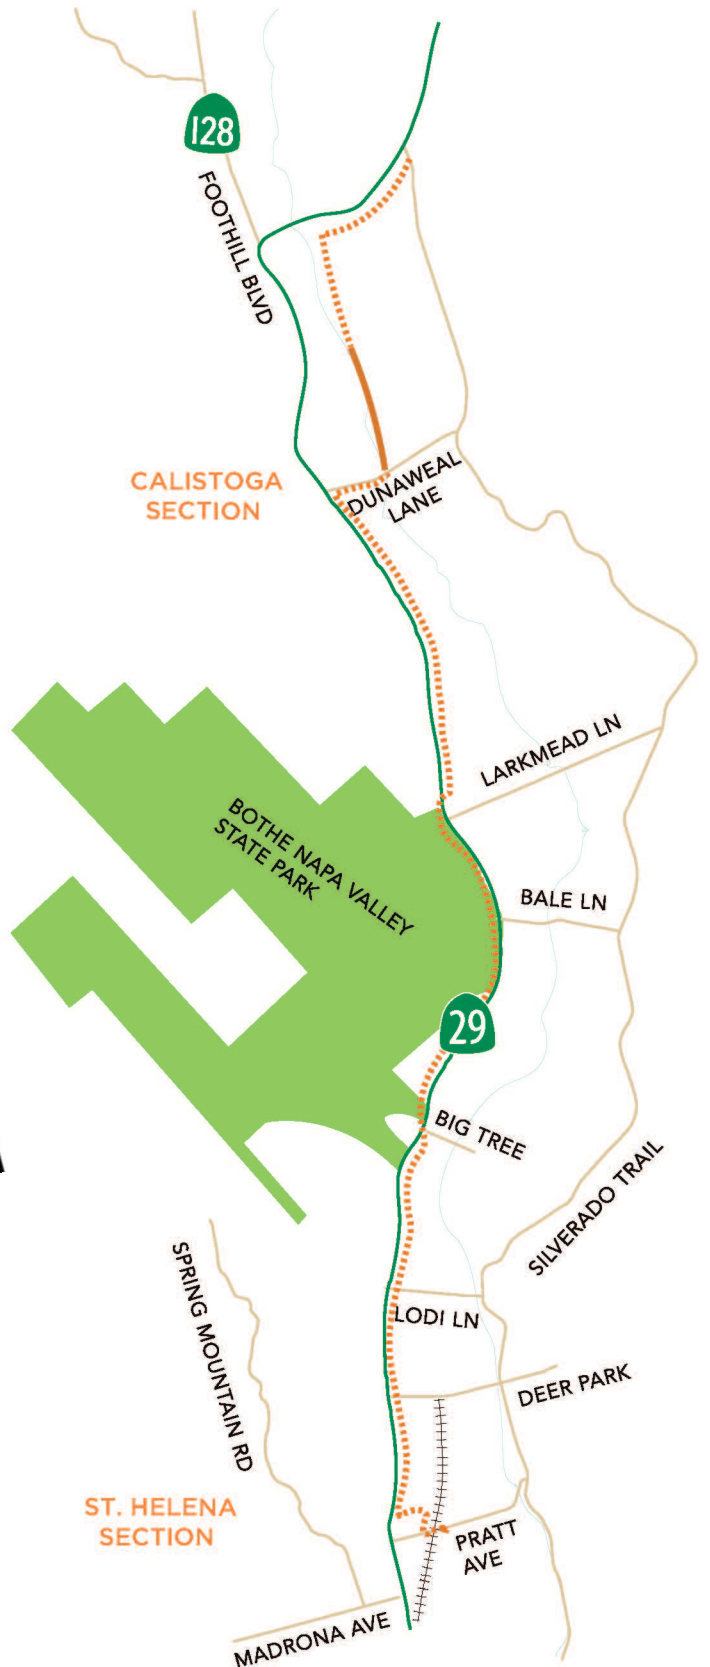 128
FOOTHILL BLVD
CALISTOGA
SECTION
DUNAWEAL
LANE
LARKMEAD LN
BOTHE NAPA VALLEY
STATE PARK
BALE LN
29
BIG TREE
SILVERADO TRAIL
SPRING MOUNTAIN RD
LODI LN
DEER PARK
ST. HELENA
SECTION
PRATT
AVE
MADRONA AVE